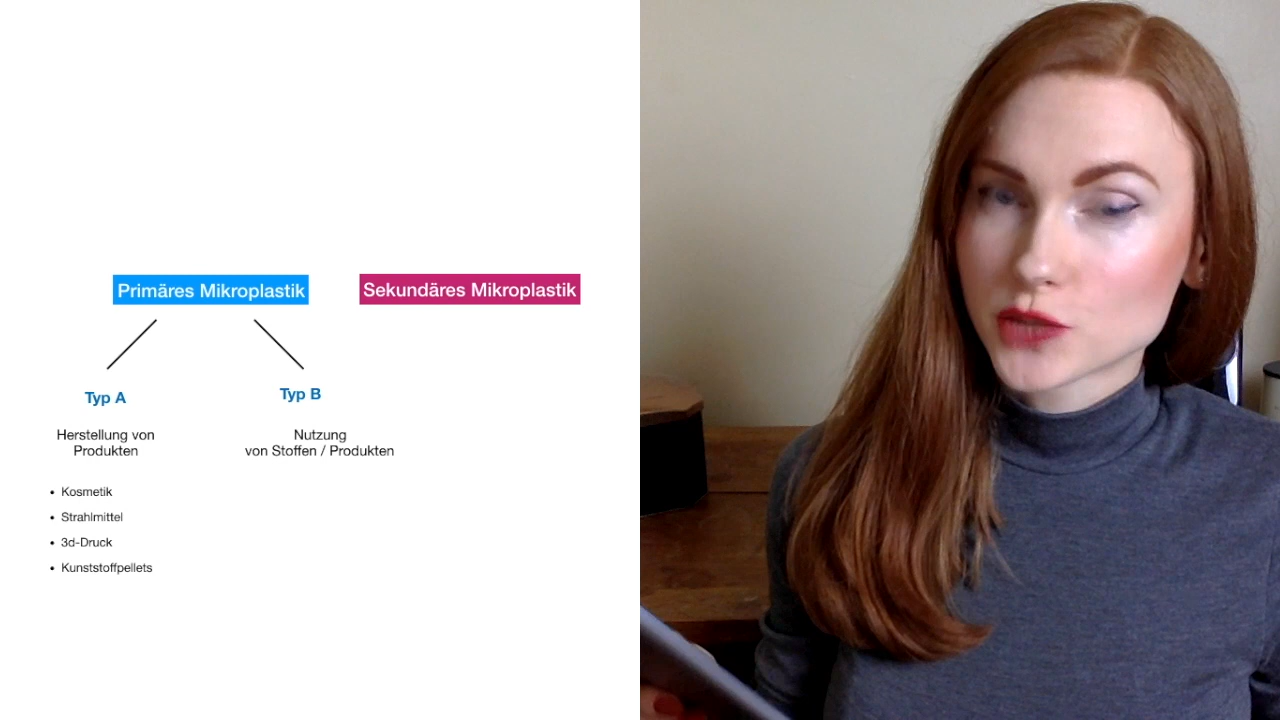 Primäres Mikroplastik
Sekundäres Mikroplastik
Typ A
Herstellung von
Produkten
Kosmetik
Strahlmittel
3d-Druck
Kunststoffpellets
Typ B
Nutzung
von Stoffen / Produkten